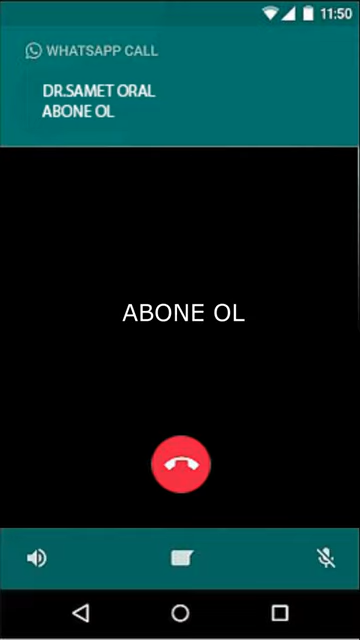 11:50
WHATSAPP CALL
DR.SAMET ORAL
ABONE OL
ABONE OL